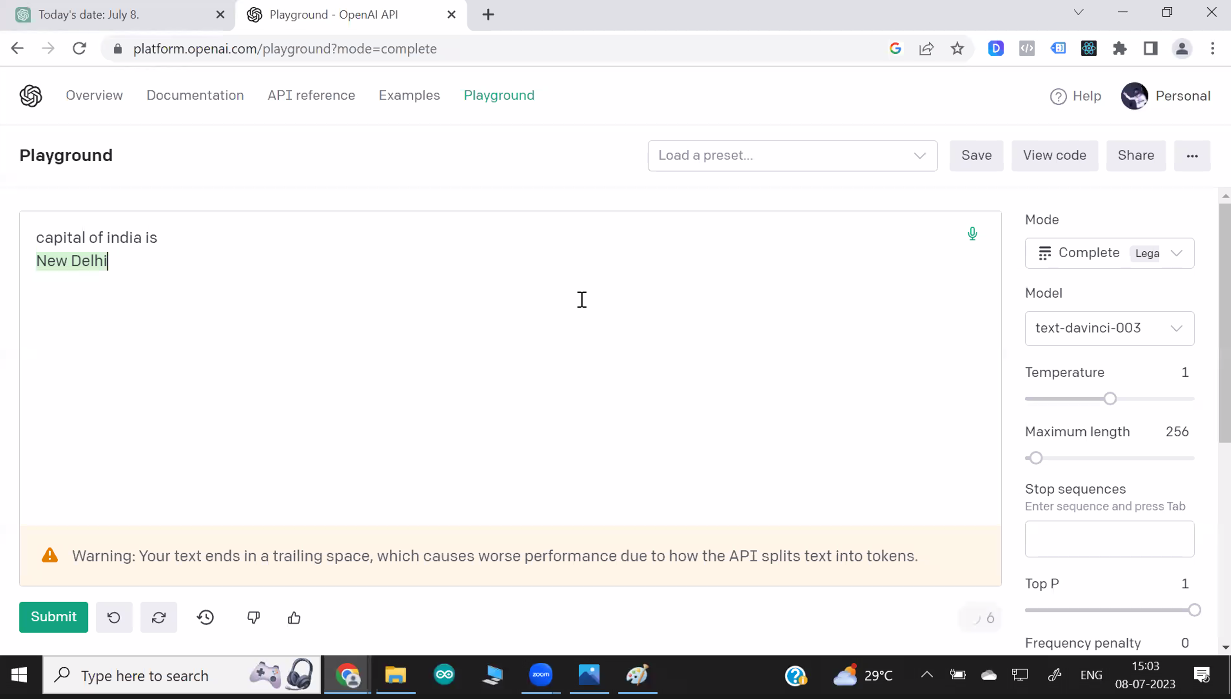 Today's date: July 8.
Playground - OpenAI API
platform.openai.com/playground?mode=complete
Overview
Documentation
API reference
Examples
Playground
Help
Personal
Playground
Load a preset...
Save
View code
Share
...
capital of india is
New Delhi
Warning: Your text ends in a trailing space, which causes worse performance due to how the API splits text into tokens.
Submit
6
Mode
Complete Lega
Model
text-davinci-003
Temperature 1
Maximum length 256
Stop sequences
Enter sequence and press Tab
Top P 1
Frequency penalty 0
Type here to search
zoom
29°C
ENG
15:03
08-07-2023